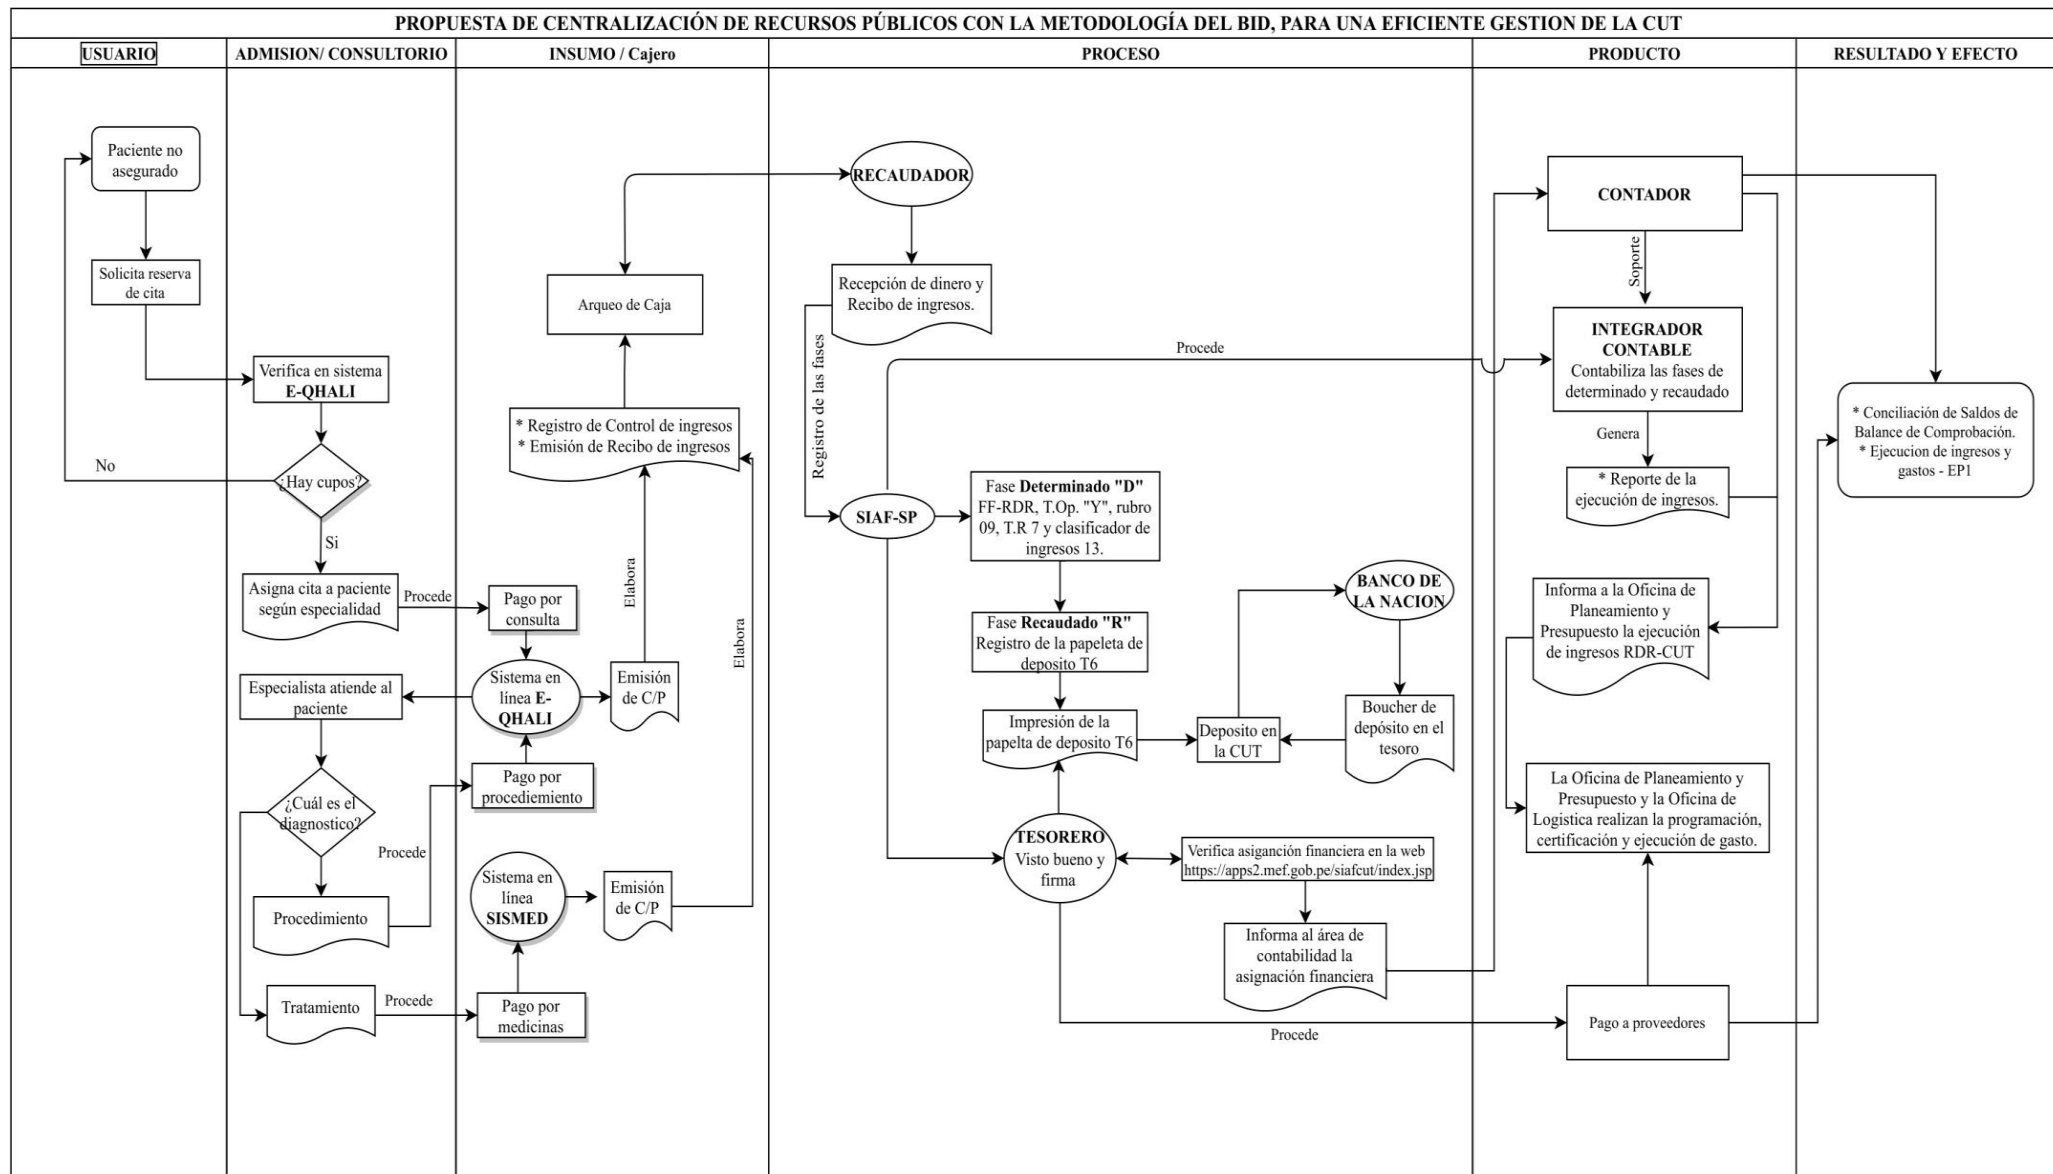 PROPUESTA DE CENTRALIZACIÓN DE RECURSOS PÚBLICOS CON LA METODOLOGÍA DEL BID, PARA UNA EFICIENTE GESTION DE LA CUT
USUARIO
ADMISION/ CONSULTORIO
INSUMO / Cajero
PROCESO
PRODUCTO
RESULTADO Y EFECTO
Paciente no
asegurado
Solicita reserva
de cita
No
Verifica en sistema
E-QHALI
¿Hay cupos?
Si
Asigna cita a paciente
según especialidad
Procede
Especialista atiende al
paciente
¿Cuál es el
diagnostico?
Procede
Procedimiento
Tratamiento
Procede
Arqueo de Caja
* Registro de Control de ingresos
* Emisión de Recibo de ingresos
Elabora
Elabora
Pago por
consulta
Sistema en
línea E-
QHALI
Emisión
de C/P
Pago por
procediemiento
Sistema en
línea
SISMED
Emisión
de C/P
Pago por
medicinas
RECAUDADOR
Recepción de dinero y
Recibo de ingresos.
Registro de las fases
Procede
SIAF-SP
Fase Determinado "D"
FF-RDR, T.Op. "Y", rubro
09, T.R 7 y clasificador de
ingresos 13.
Fase Recaudado "R"
Registro de la papeleta de
deposito T6
Impresión de la
papelta de deposito T6
Deposito en
la CUT
BANCO DE
LA NACION
Boucher de
depósito en el
tesoro
TESORERO
Visto bueno y
firma
Verifica asiganción financiera en la web
https://apps2.mef.gob.pe/siafcut/index.jsp
Informa al área de
contabilidad la
asignación financiera
Procede
CONTADOR
Soporte
INTEGRADOR
CONTABLE
Contabiliza las fases de
determinado y recaudado
Genera
* Reporte de la
ejecución de ingresos.
Informa a la Oficina de
Planeamiento y
Presupuesto la ejecución
de ingresos RDR-CUT
La Oficina de Planeamiento y
Presupuesto y la Oficina de
Logistica realizan la programación,
certificación y ejecución de gasto.
Pago a proveedores
* Conciliación de Saldos de
Balance de Comprobación.
* Ejecucion de ingresos y
gastos - EP1